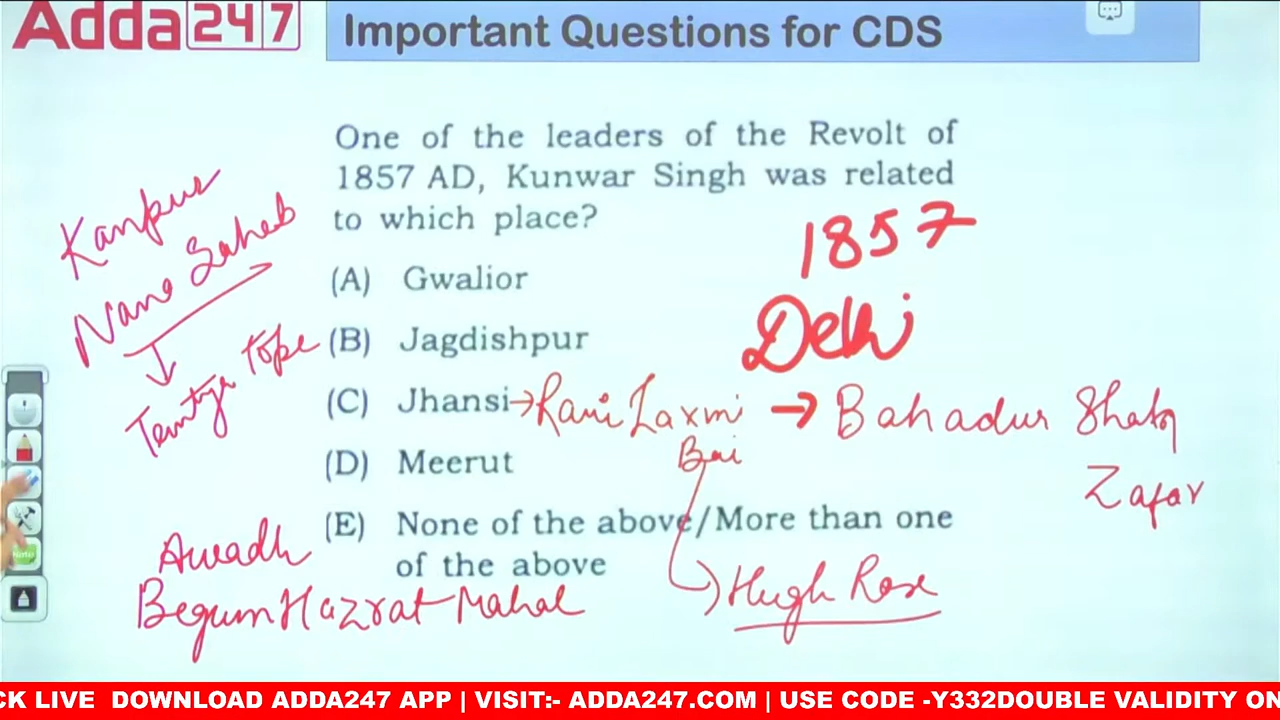 Adda247
Important Questions for CDS
One of the leaders of the Revolt of
1857 AD, Kunwar Singh was related
to which place?
(A) Gwalior
(B) Jagdishpur
(C) Jhansi
(D) Meerut
(E) None of the above/More than one
of the above
Kanpur
Nana Saheb
Tantya Tope
1857
Delhi
→ Rani Laxmi
Bai
→ Bahadur Shah
Zafar
Hugh Rose
Awadh
Begum Hazrat Mahal
CK LIVE DOWNLOAD ADDA247 APP | VISIT:- ADDA247.COM | USE CODE -Y332DOUBLE VALIDITY ON